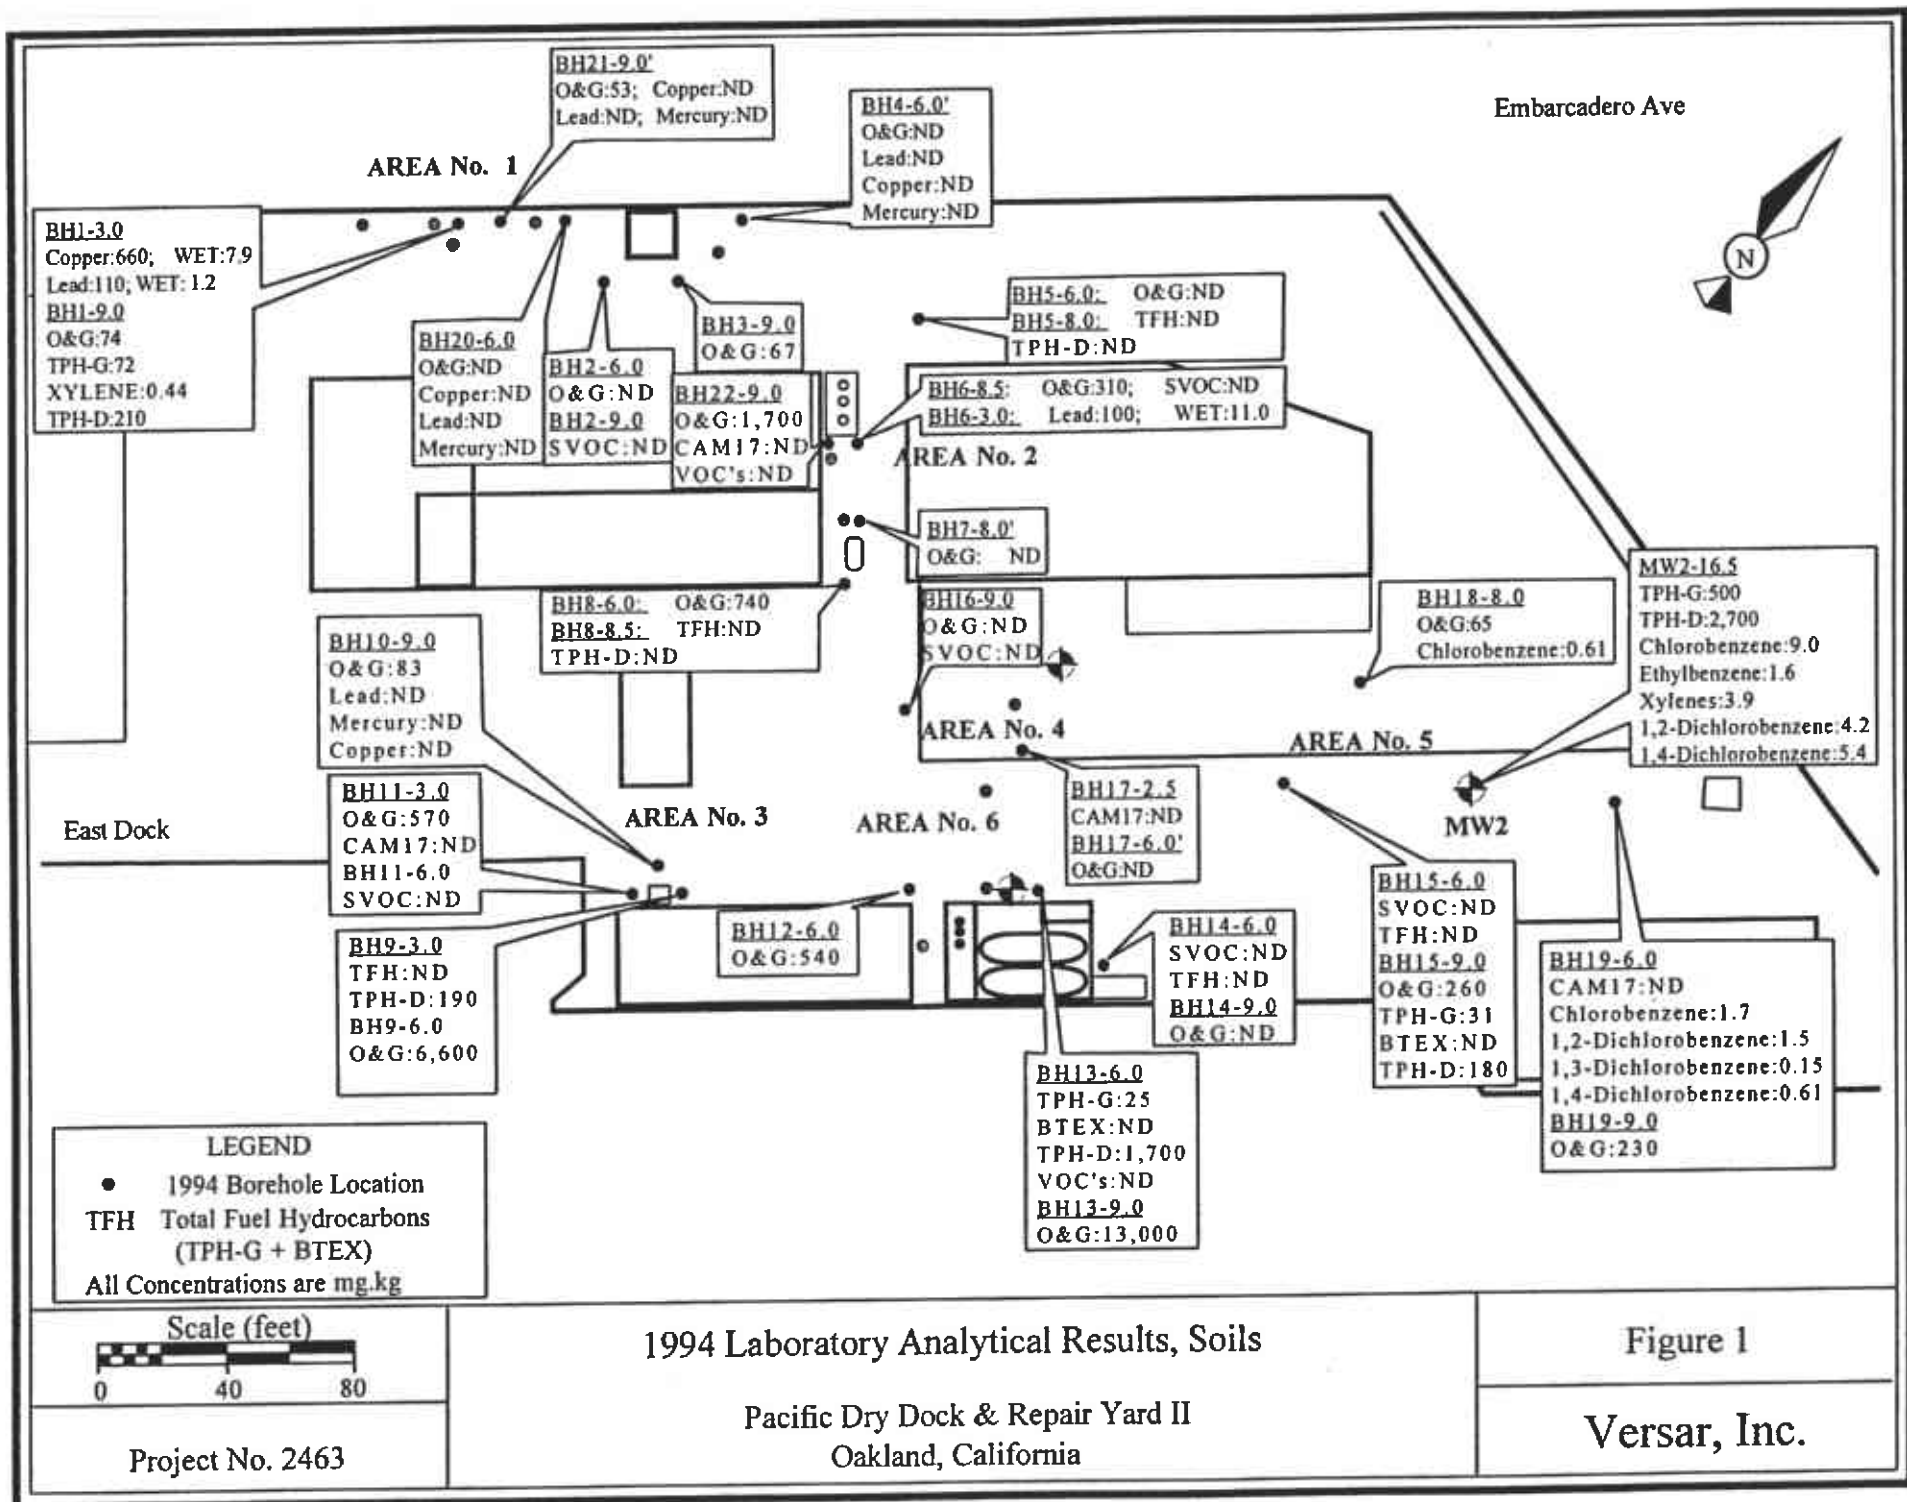 BH21-9.0'
O&G:53; Copper:ND
Lead:ND; Mercury:ND
BH4-6.0'
O&G:ND
Lead:ND
Copper:ND
Mercury:ND
Embarcadero Ave
AREA No. 1
N
BH1-3.0
Copper:660; WET:7.9
Lead:110; WET: 1.2
BH1-9.0
O&G:74
TPH-G:72
XYLENE:0.44
TPH-D:210
BH20-6.0
O&G:ND
Copper:ND
Lead:ND
Mercury:ND
BH2-6.0
O&G:ND
BH2-9.0
SVOC:ND
BH3-9.0
O&G:67
BH22-9.0
O&G:1,700
CAM17:ND
VOC's:ND
BH5-6.0: O&G:ND
BH5-8.0: TFH:ND
TPH-D:ND
BH6-8.5: O&G:310; SVOC:ND
BH6-3.0: Lead:100; WET:11.0
AREA No. 2
BH7-8.0'
O&G: ND
BH8-6.0: O&G:740
BH8-8.5: TFH:ND
TPH-D:ND
BH16-9.0
O&G:ND
SVOC:ND
BH18-8.0
O&G:65
Chlorobenzene:0.61
MW2-16.5
TPH-G:500
TPH-D:2,700
Chlorobenzene:9.0
Ethylbenzene:1.6
Xylenes:3.9
1,2-Dichlorobenzene:4.2
1,4-Dichlorobenzene:5.4
BH10-9.0
O&G:83
Lead:ND
Mercury:ND
Copper:ND
AREA No. 4
AREA No. 5
BH11-3.0
O&G:570
CAM17:ND
BH11-6.0
SVOC:ND
East Dock
AREA No. 3
AREA No. 6
BH17-2.5
CAM17:ND
BH17-6.0'
O&G:ND
MW2
BH9-3.0
TFH:ND
TPH-D:190
BH9-6.0
O&G:6,600
BH12-6.0
O&G:540
BH14-6.0
SVOC:ND
TFH:ND
BH14-9.0
O&G:ND
BH15-6.0
SVOC:ND
TFH:ND
BH15-9.0
O&G:260
TPH-G:31
BTEX:ND
TPH-D:180
BH19-6.0
CAM17:ND
Chlorobenzene:1.7
1,2-Dichlorobenzene:1.5
1,3-Dichlorobenzene:0.15
1,4-Dichlorobenzene:0.61
BH19-9.0
O&G:230
BH13-6.0
TPH-G:25
BTEX:ND
TPH-D:1,700
VOC's:ND
BH13-9.0
O&G:13,000
LEGEND
1994 Borehole Location
TFH Total Fuel Hydrocarbons
(TPH-G + BTEX)
All Concentrations are mg.kg
Scale (feet)
0 40 80
Project No. 2463
1994 Laboratory Analytical Results, Soils
Pacific Dry Dock & Repair Yard II
Oakland, California
Figure 1
Versar, Inc.